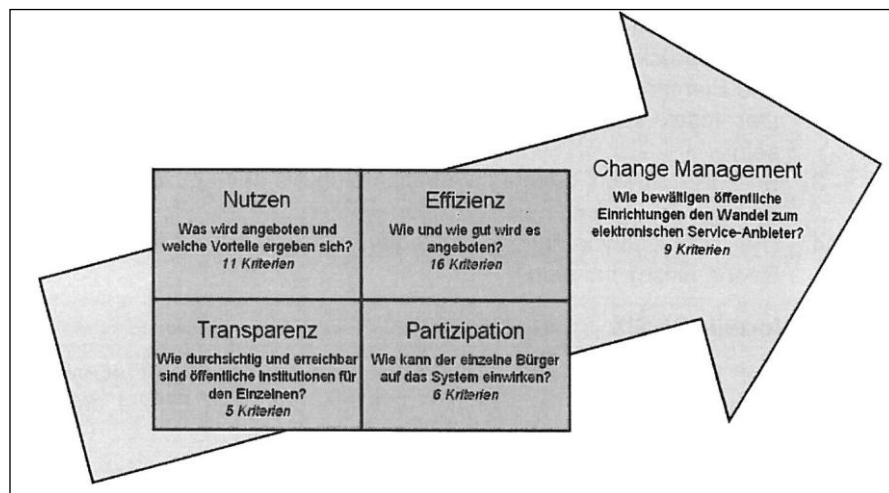 Nutzen
Was wird angeboten und
welche Vorteile ergeben sich?
11 Kriterien
Effizienz
Wie und wie gut wird es
angeboten?
16 Kriterien
Transparenz
Wie durchsichtig und erreichbar
sind öffentliche Institutionen für
den Einzelnen?
5 Kriterien
Partizipation
Wie kann der einzelne Bürger
auf das System einwirken?
6 Kriterien
Change Management
Wie bewältigen öffentliche
Einrichtungen den Wandel zum
elektronischen Service-Anbieter?
9 Kriterien